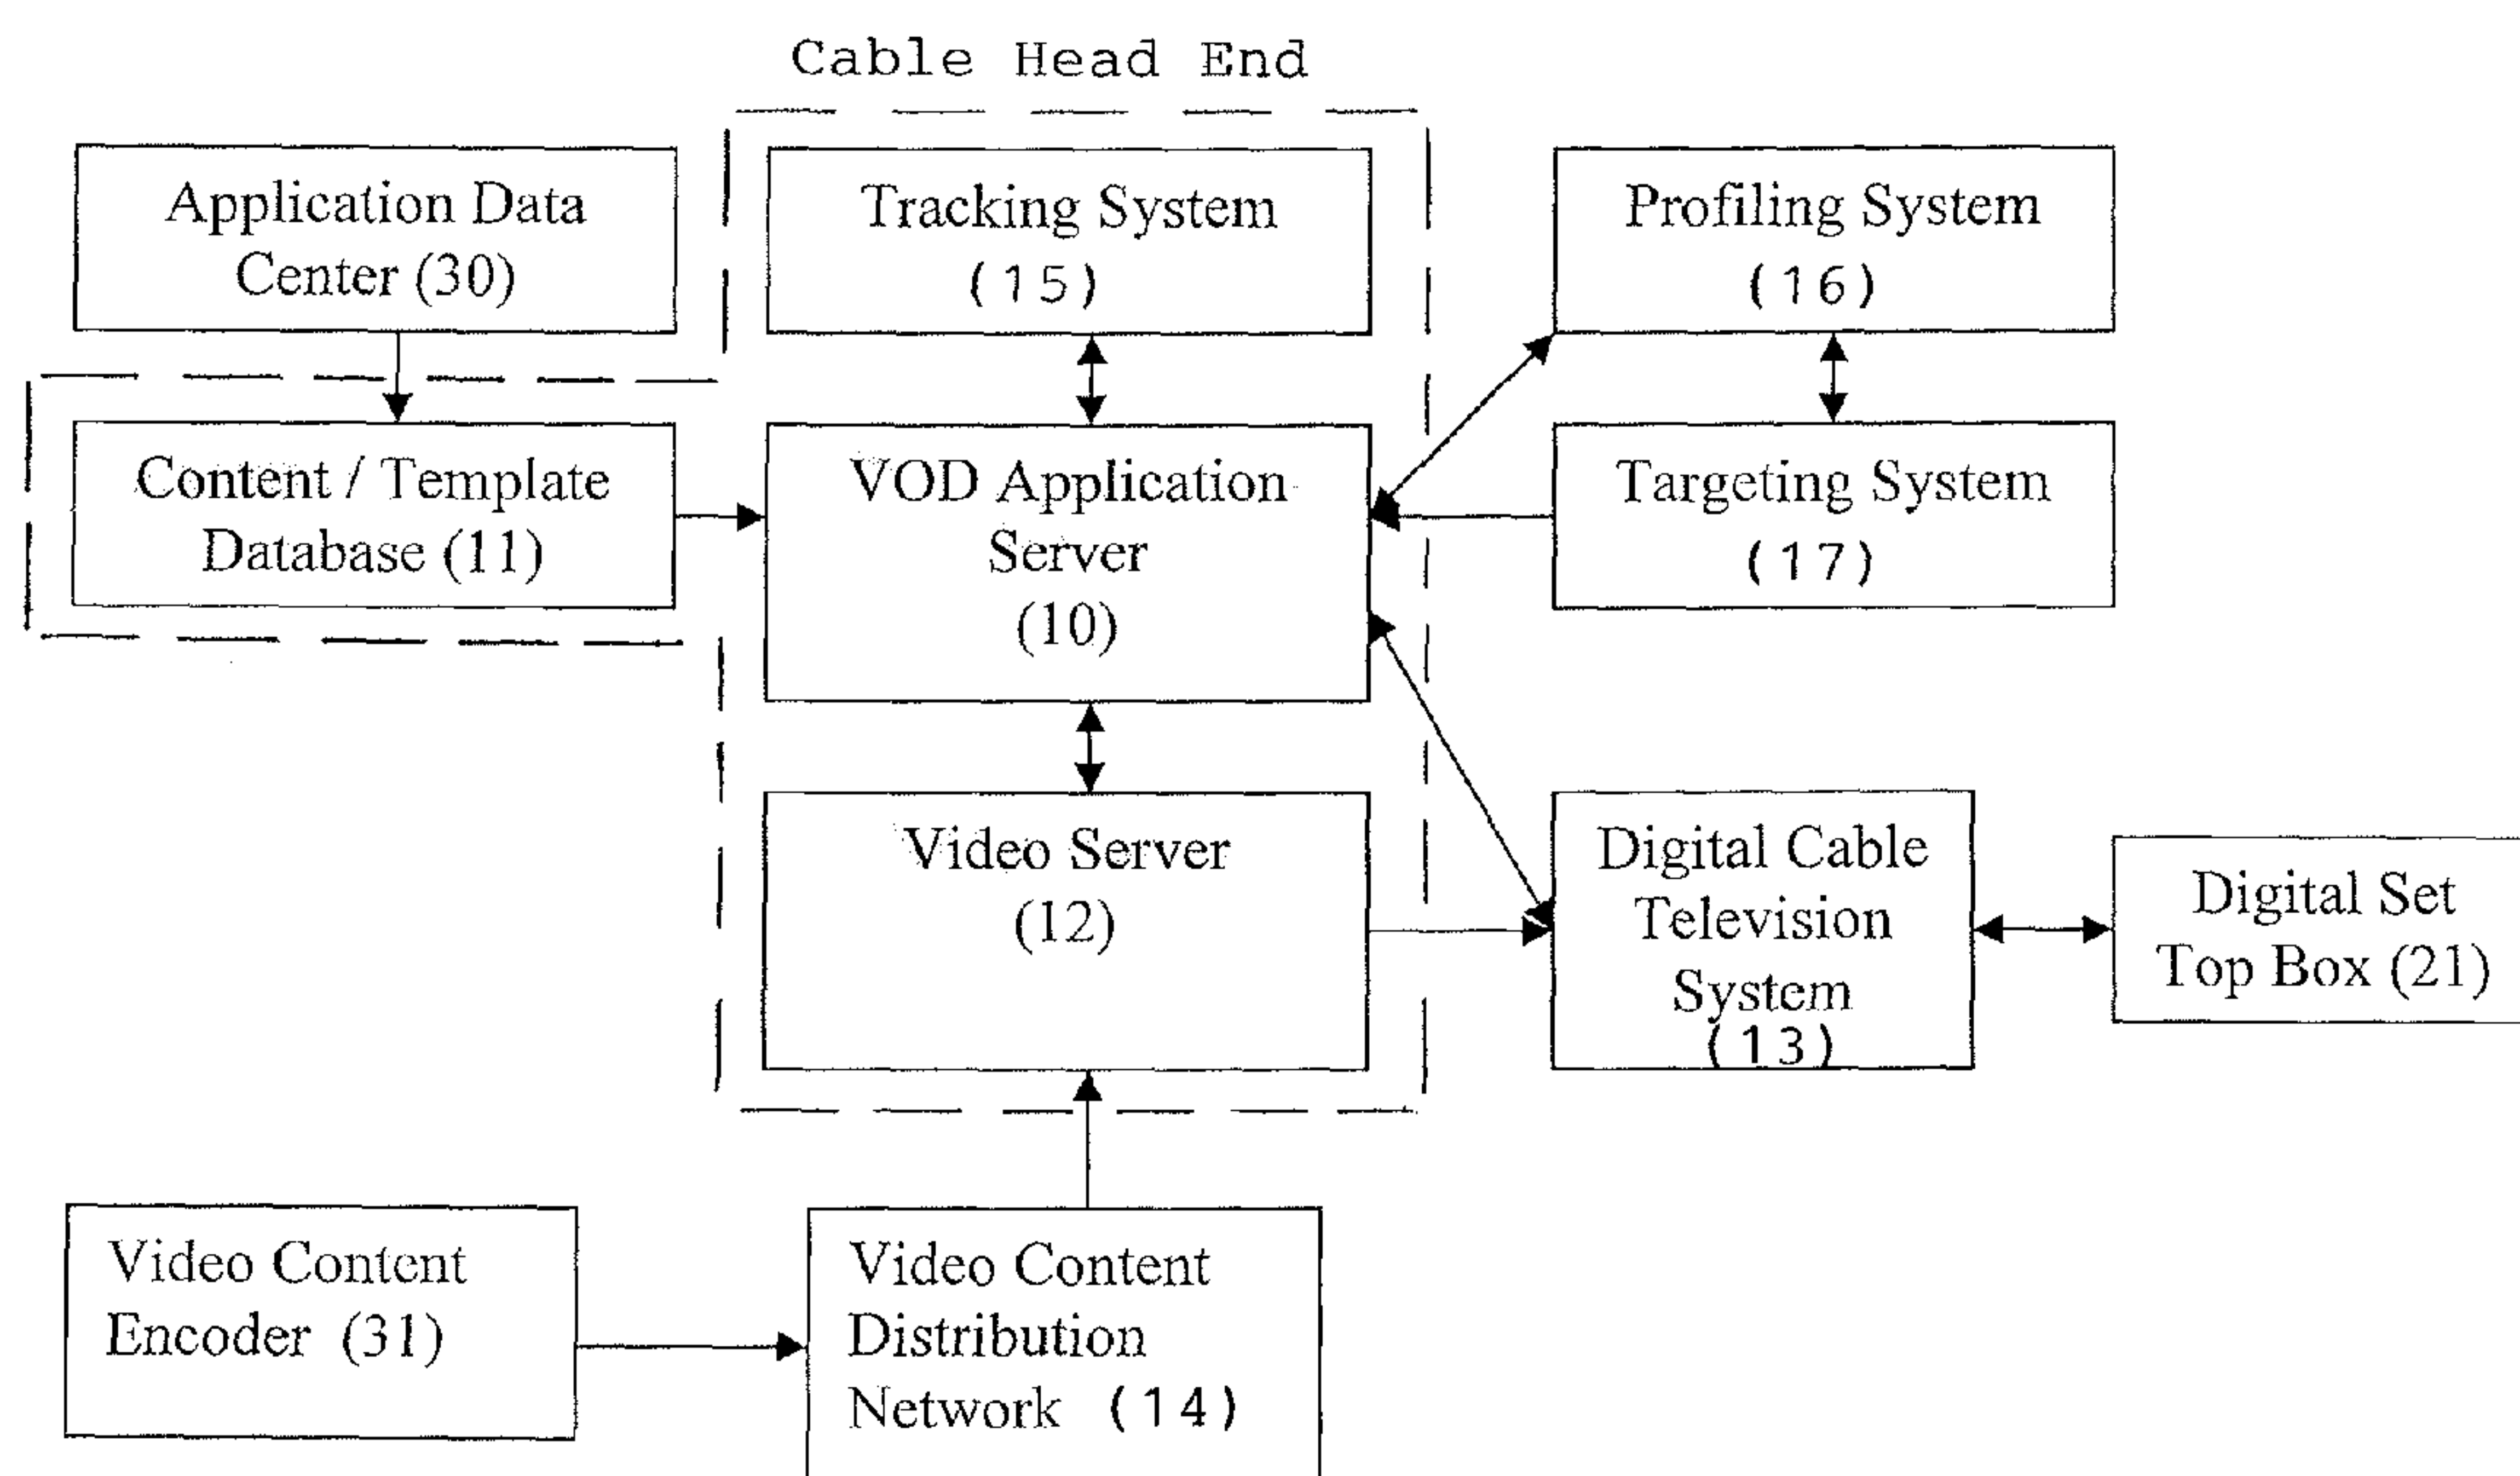 Cable Head End
Application Data
Center (30)
Tracking System
(15)
Profiling System
(16)
Content / Template
Database (11)
VOD Application
Server
(10)
Targeting System
(17)
Video Server
(12)
Digital Cable
Television
System
(13)
Digital Set
Top Box (21)
Video Content
Encoder (31)
Video Content
Distribution
Network (14)